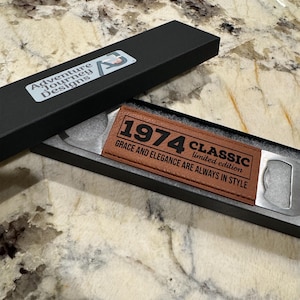 Adventure
Journey
Designs
1974 CLASSIC
limited edition
GRACE AND ELEGANCE ARE ALWAYS IN STYLE